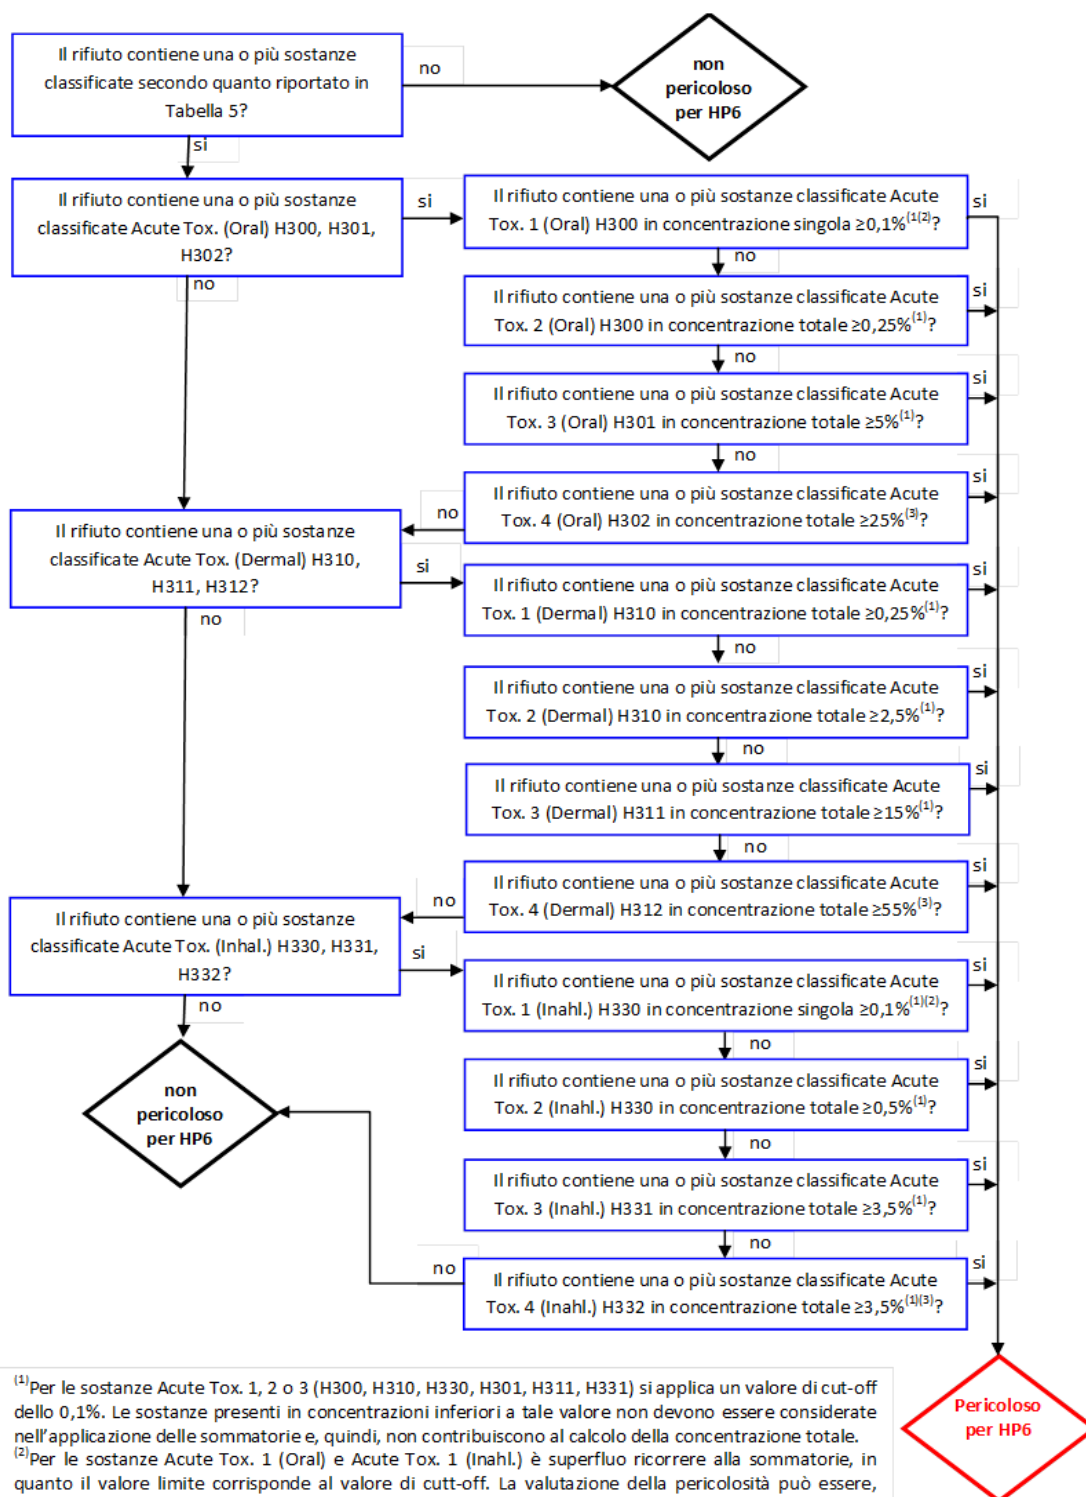 Il rifiuto contiene una o più sostanze
classificate secondo quanto riportato in
Tabella 5?
no
non
pericoloso
per HP6
si
Il rifiuto contiene una o più sostanze
classificate Acute Tox. (Oral) H300, H301,
H302?
si
Il rifiuto contiene una o più sostanze classificate Acute
Tox. 1 (Oral) H300 in concentrazione singola ≥0,1%(1(2)?
si
no
no
Il rifiuto contiene una o più sostanze classificate Acute
Tox. 2 (Oral) H300 in concentrazione totale ≥0,25%(1)?
si
no
Il rifiuto contiene una o più sostanze classificate Acute
Tox. 3 (Oral) H301 in concentrazione totale ≥5%(1)?
si
no
Il rifiuto contiene una o più sostanze classificate Acute
Tox. 4 (Oral) H302 in concentrazione totale ≥25%(3)?
si
no
Il rifiuto contiene una o più sostanze
classificate Acute Tox. (Dermal) H310,
H311, H312?
si
Il rifiuto contiene una o più sostanze classificate Acute
Tox. 1 (Dermal) H310 in concentrazione totale ≥0,25%(1)?
si
no
no
Il rifiuto contiene una o più sostanze classificate Acute
Tox. 2 (Dermal) H310 in concentrazione totale ≥2,5%(1)?
si
no
Il rifiuto contiene una o più sostanze classificate Acute
Tox. 3 (Dermal) H311 in concentrazione totale ≥15%(1)?
si
no
Il rifiuto contiene una o più sostanze classificate Acute
Tox. 4 (Dermal) H312 in concentrazione totale ≥55%(3)?
si
no
Il rifiuto contiene una o più sostanze
classificate Acute Tox. (Inhal.) H330, H331,
H332?
si
Il rifiuto contiene una o più sostanze classificate Acute
Tox. 1 (Inahl.) H330 in concentrazione singola ≥0,1%(1)(2)?
si
no
no
non
pericoloso
per HP6
Il rifiuto contiene una o più sostanze classificate Acute
Tox. 2 (Inahl.) H330 in concentrazione totale ≥0,5%(1)?
si
no
Il rifiuto contiene una o più sostanze classificate Acute
Tox. 3 (Inahl.) H331 in concentrazione totale ≥3,5%(1)?
si
no
no
Il rifiuto contiene una o più sostanze classificate Acute
Tox. 4 (Inahl.) H332 in concentrazione totale ≥3,5%(1)(3)?
si
Pericoloso
per HP6
(1)Per le sostanze Acute Tox. 1, 2 o 3 (H300, H310, H330, H301, H311, H331) si applica un valore di cut-off
dello 0,1%. Le sostanze presenti in concentrazioni inferiori a tale valore non devono essere considerate
nell'applicazione delle sommatorie e, quindi, non contribuiscono al calcolo della concentrazione totale.
(2)Per le sostanze Acute Tox. 1 (Oral) e Acute Tox. 1 (Inahl.) è superfluo ricorrere alla sommatorie, in
quanto il valore limite corrisponde al valore di cutt-off. La valutazione della pericolosità può essere,